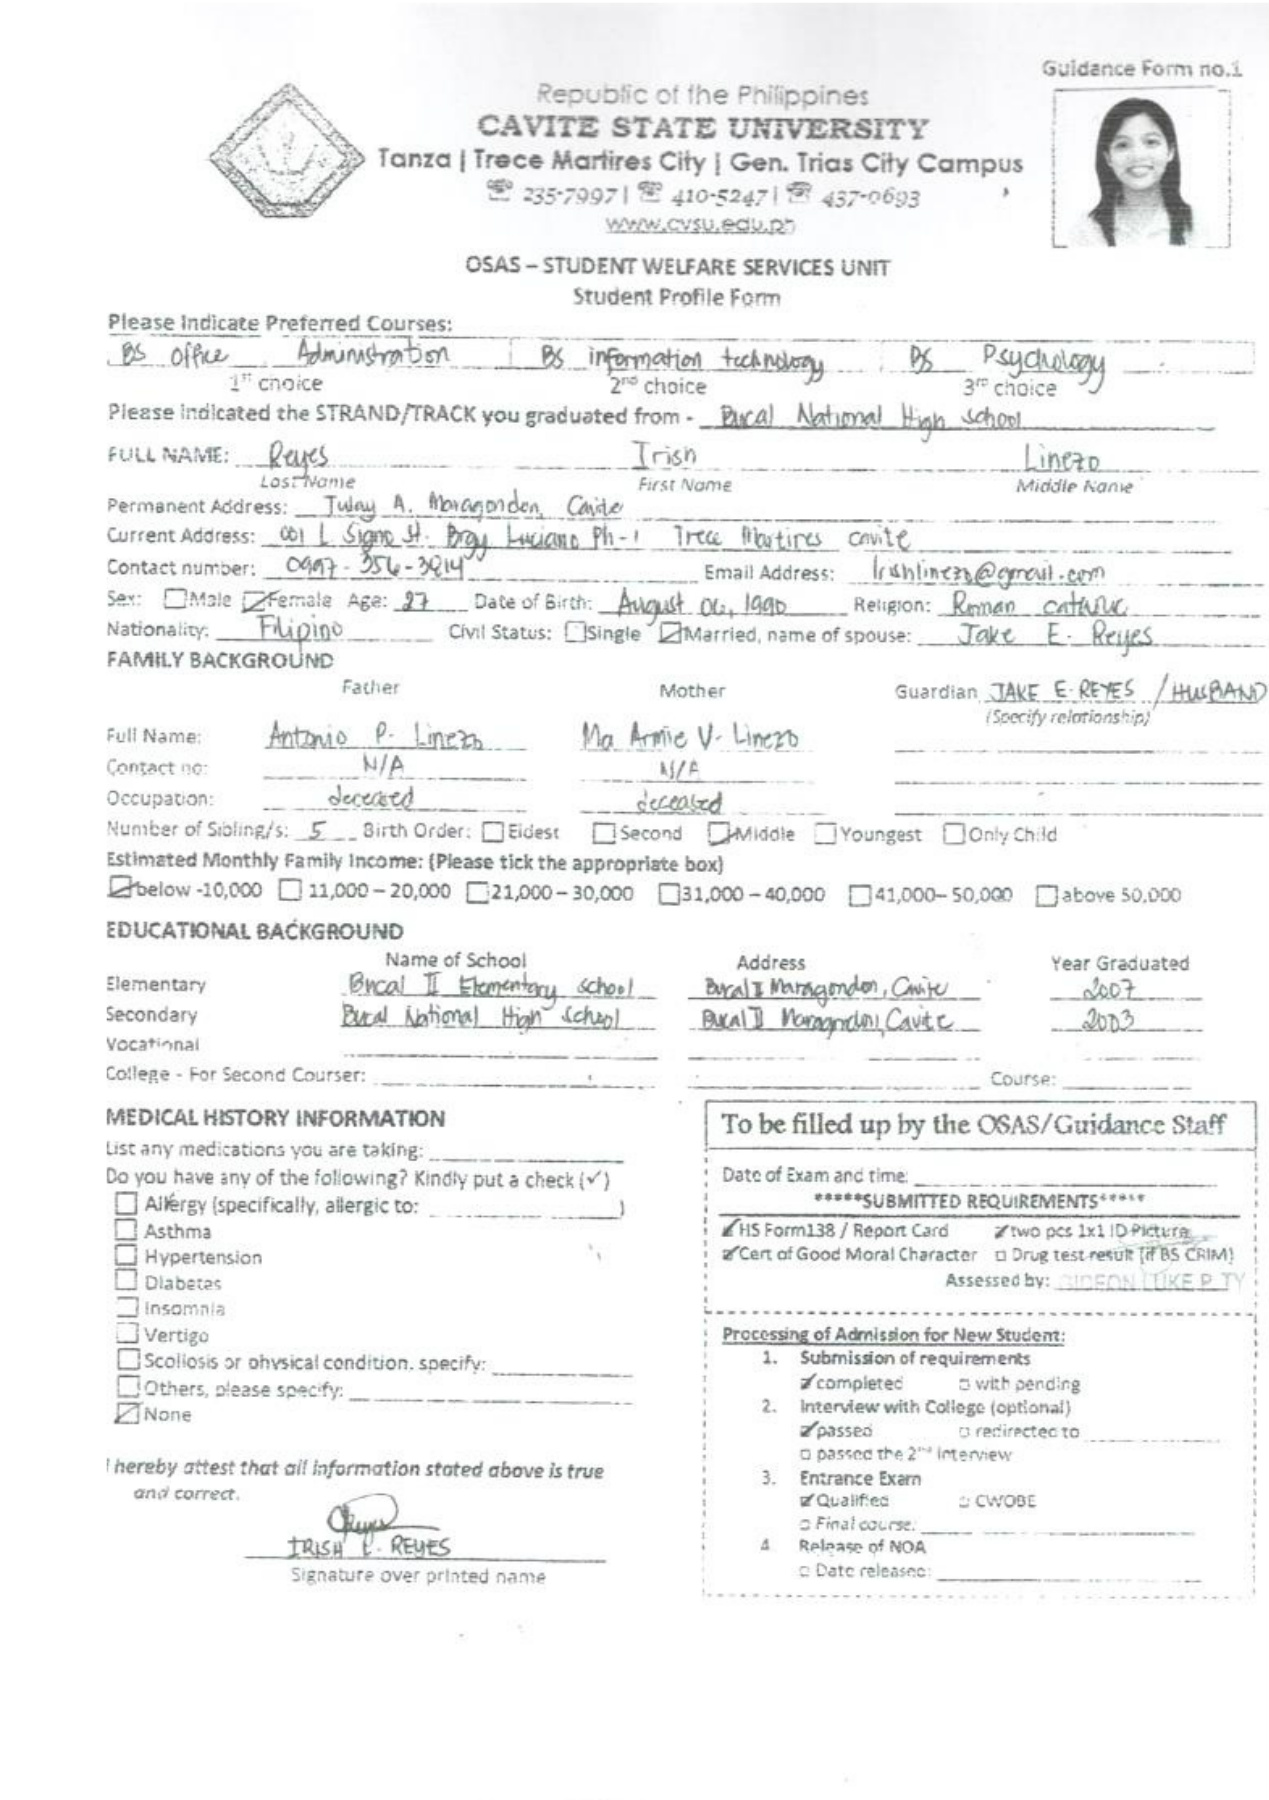 Guidance Form no.1
Republic of the Philippines
CAVITE STATE UNIVERSITY
Tanza | Trece Martires City | Gen. Trias City Campus
☏ 235-7997 | ☏ 410-5247 | ☏ 437-0693
www.cvsu.edu.ph
OSAS – STUDENT WELFARE SERVICES UNIT
Student Profile Form
Please Indicate Preferred Courses:
BS office Administration BS information technology BS Psychology
1st choice 2nd choice 3rd choice
Please indicated the STRAND/TRACK you graduated from - Bucal National High school
FULL NAME: Reyes Irish Linezo
Last Name First Name Middle Name
Permanent Address: Tulay A. Maragondon, Cavite
Current Address: 001 L Signo St. Brgy Luciano Ph-1 Trece Martires cavite
Contact number: 0997-356-3214 Email Address: Irishlinezo@gmail.com
Sex: ☐Male ☑Female Age: 27 Date of Birth: August 06, 1990 Religion: Roman catholic
Nationality: Filipino Civil Status: ☐Single ☑Married, name of spouse: Jake E. Reyes
FAMILY BACKGROUND
Father Mother Guardian JAKE E. REYES / HUSBAND
(Specify relationship)
Full Name: Antonio P. Linezo Ma Armie V. Linezo
Contact no: N/A N/A
Occupation: deceased deceased
Number of Sibling/s: 5 Birth Order: ☐Eldest ☐Second ☑Middle ☐Youngest ☐Only Child
Estimated Monthly Family Income: (Please tick the appropriate box)
☑below -10,000 ☐ 11,000 – 20,000 ☐21,000 – 30,000 ☐31,000 – 40,000 ☐41,000– 50,000 ☐above 50,000
EDUCATIONAL BACKGROUND
Name of School Address Year Graduated
Elementary Bucal II Elementary school Bucal II Maragondon, Cavite 2007
Secondary Bucal National High School Bucal II Maragondon, Cavite 2003
Vocational
College - For Second Courser: Course:
MEDICAL HISTORY INFORMATION
List any medications you are taking:
Do you have any of the following? Kindly put a check (✓)
☐ Allergy (specifically, allergic to: )
☐ Asthma
☐ Hypertension
☐ Diabetes
☐ Insomnia
☐ Vertigo
☐ Scoliosis or physical condition, specify:
☐ Others, please specify:
☑ None
I hereby attest that all information stated above is true
and correct.
IRISH L. REYES
Signature over printed name
To be filled up by the OSAS/Guidance Staff
Date of Exam and time:
*****SUBMITTED REQUIREMENTS*****
☑HS Form138 / Report Card ☑two pcs 1x1 ID Picture
☑Cert of Good Moral Character ☐ Drug test result (if BS CRIM)
Assessed by: GIDEON LUKE P. TY
Processing of Admission for New Student:
1. Submission of requirements
☑completed ☐ with pending
2. Interview with College (optional)
☑passed ☐ redirected to
☐ passed the 2nd interview
3. Entrance Exam
☑Qualified ☐ CWOBE
☐ Final course:
4 Release of NOA
☐ Date released: